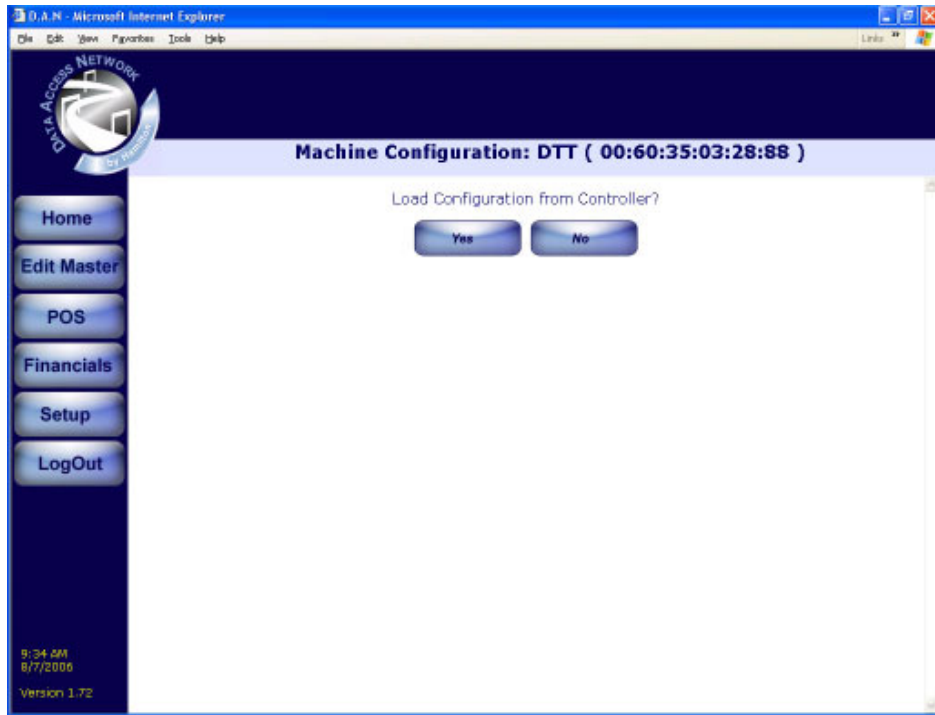 D.A.N - Microsoft Internet Explorer
File Edit View Favorites Tools Help
Links »
DATA ACCESS NETWORK
by Hamilton
Machine Configuration: DTT ( 00:60:35:03:28:88 )
Load Configuration from Controller?
Yes No
Home
Edit Master
POS
Financials
Setup
LogOut
9:34 AM
8/7/2006
Version 1.72